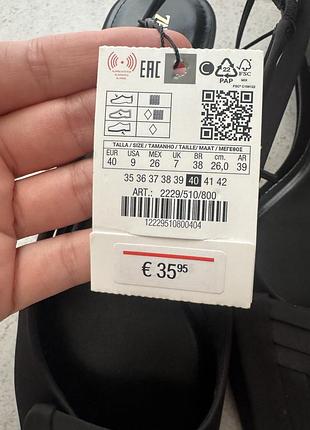 EAC
22
PAP
FSC
MIX
TALLA / SIZE / TAMANHO / TAILLE / MAAT / МЕГЕΘΟΣ
EUR USA MEX UK BR cm. AR
40 9 26 7 38 26,0 39
35 36 37 38 39 40 41 42
ART.: 2229/510/800
12229510800404
€ 35,95